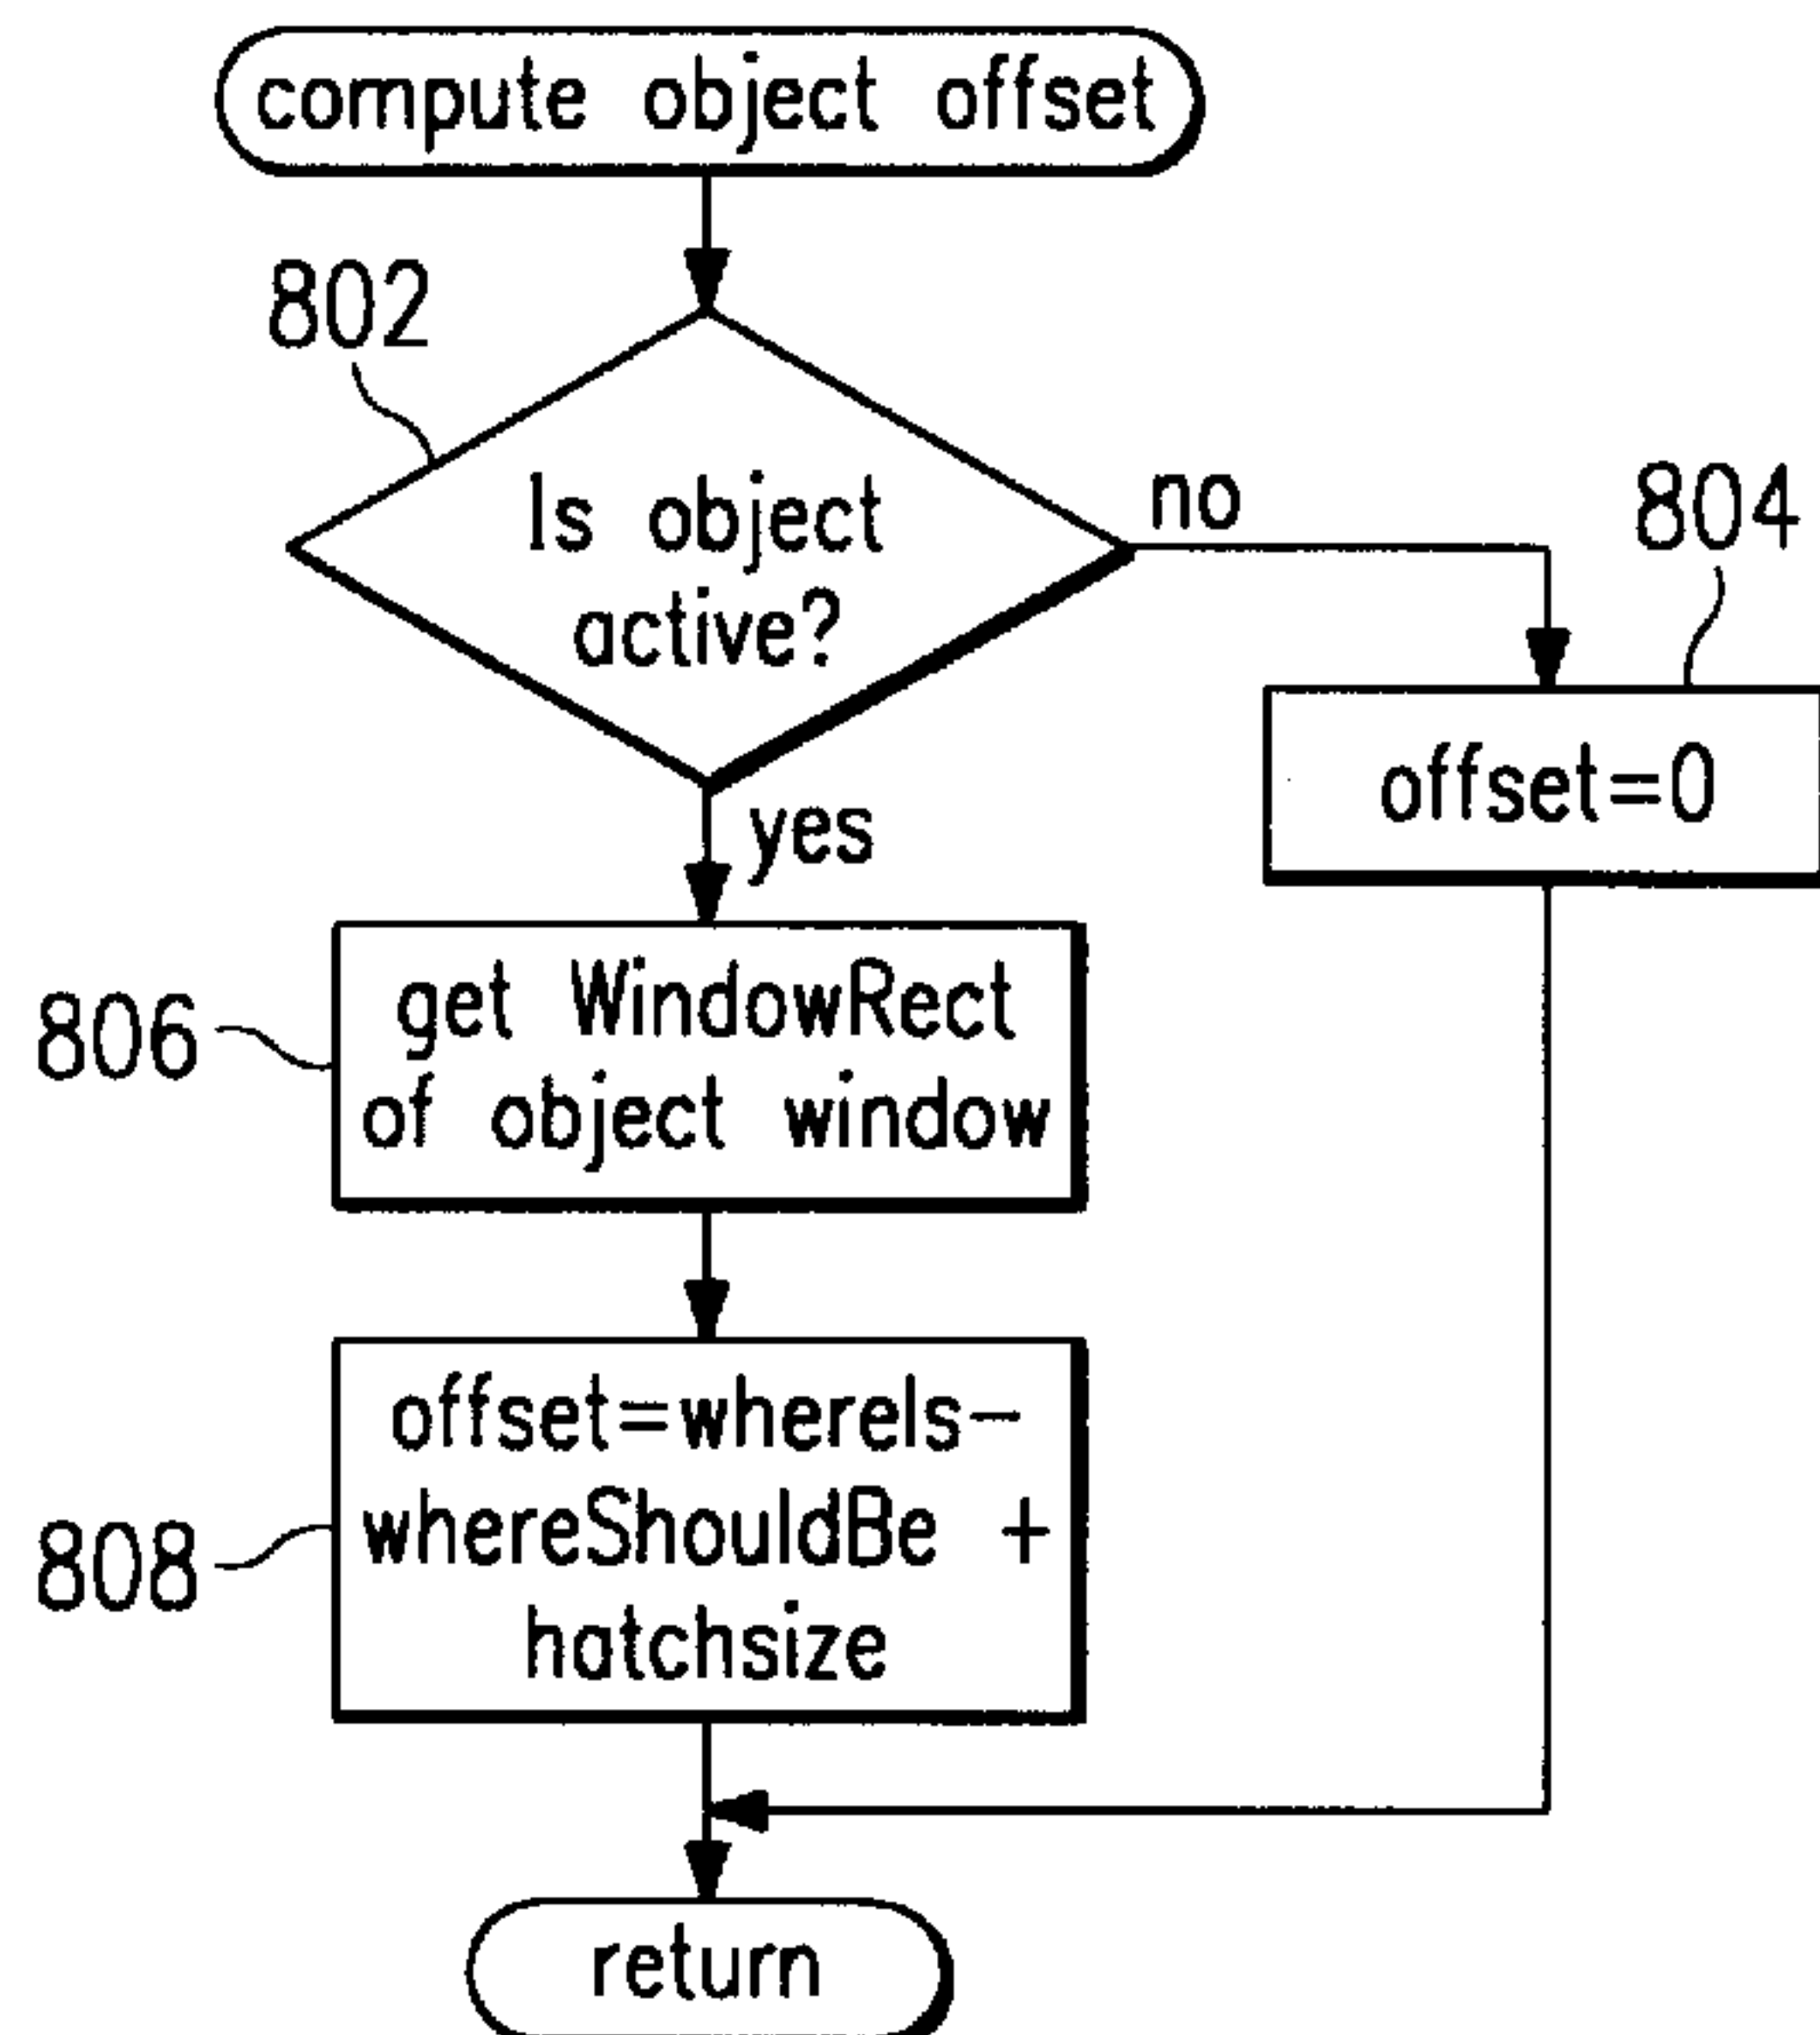 compute object offset
802
Is object
active?
no
804
offset=0
yes
806
get WindowRect
of object window
808
offset=whereIs-
whereShouldBe +
hatchsize
return